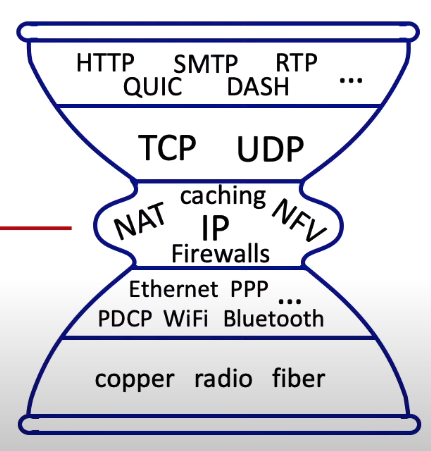 HTTP SMTP RTP
QUIC DASH ...
TCP UDP
caching
NAT IP NFV
Firewalls
Ethernet PPP ...
PDCP WiFi Bluetooth
copper radio fiber